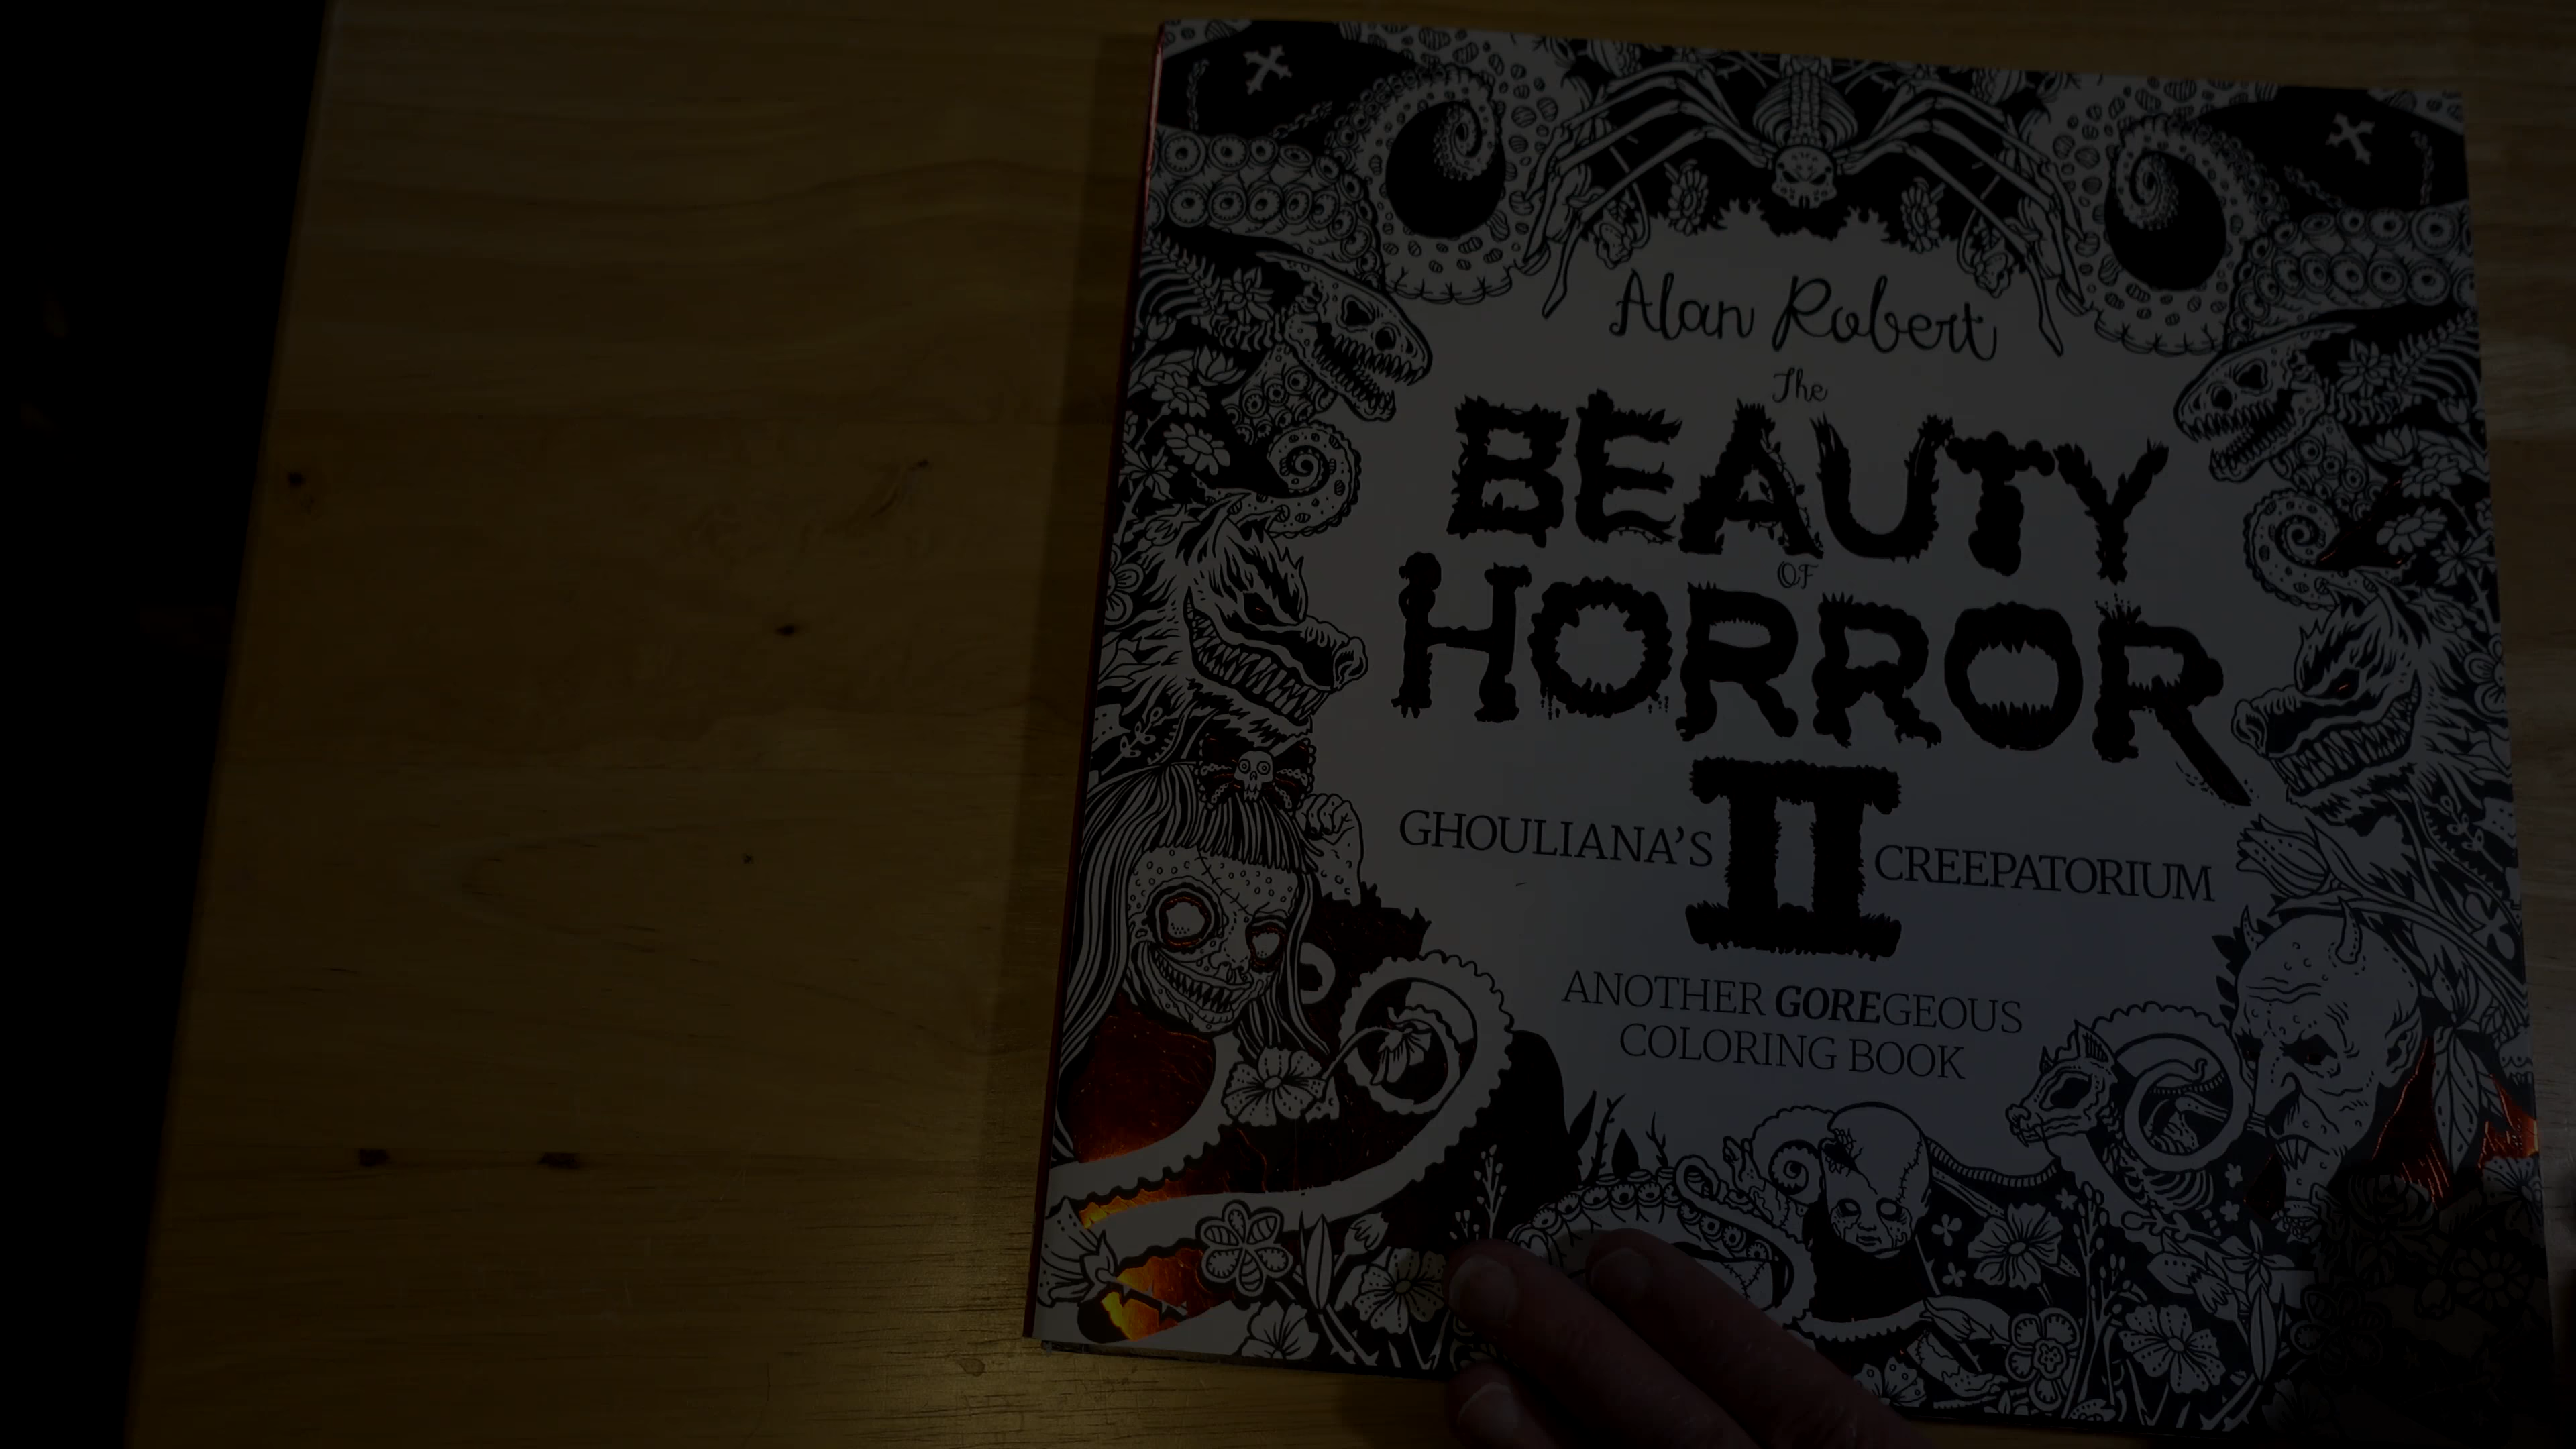 Alan Robert
The
BEAUTY
OF
HORROR
II
GHOULIANA'S CREEPATORIUM
ANOTHER GOREGEOUS
COLORING BOOK